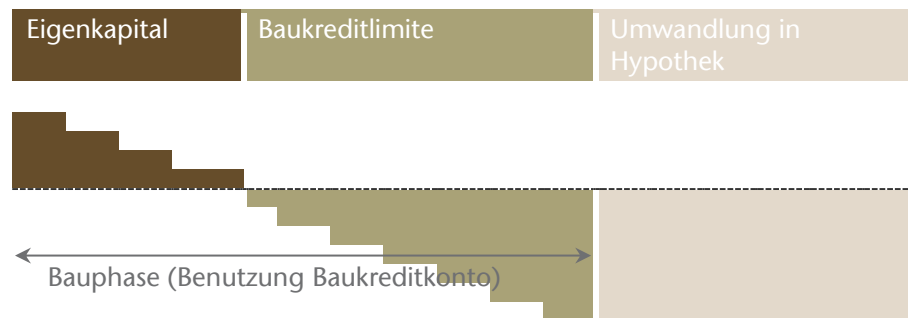 Eigenkapital
Baukreditlimite
Umwandlung in
Hypothek
Bauphase (Benutzung Baukreditkonto)